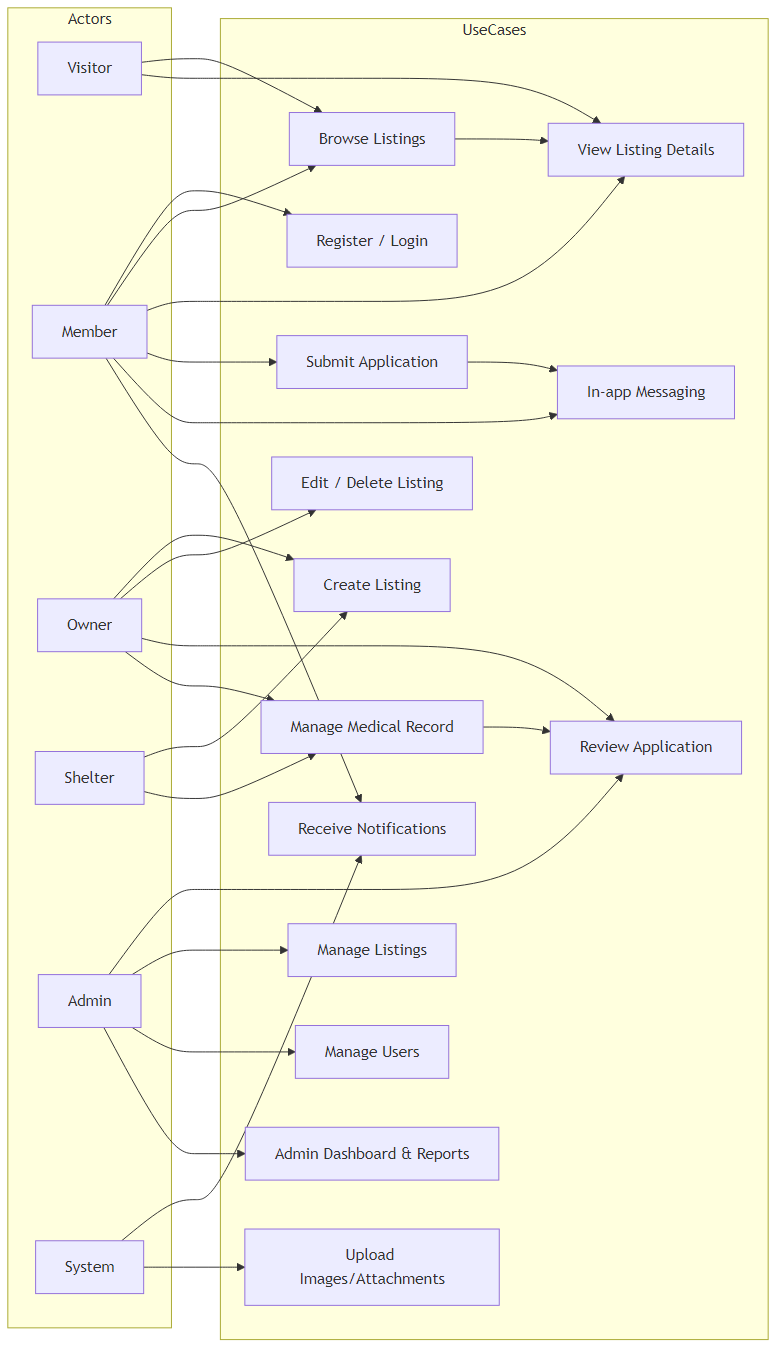 Actors
UseCases
Visitor
Browse Listings
View Listing Details
Register / Login
Member
Submit Application
In-app Messaging
Edit / Delete Listing
Create Listing
Owner
Manage Medical Record
Review Application
Shelter
Receive Notifications
Manage Listings
Admin
Manage Users
Admin Dashboard & Reports
System
Upload
Images/Attachments